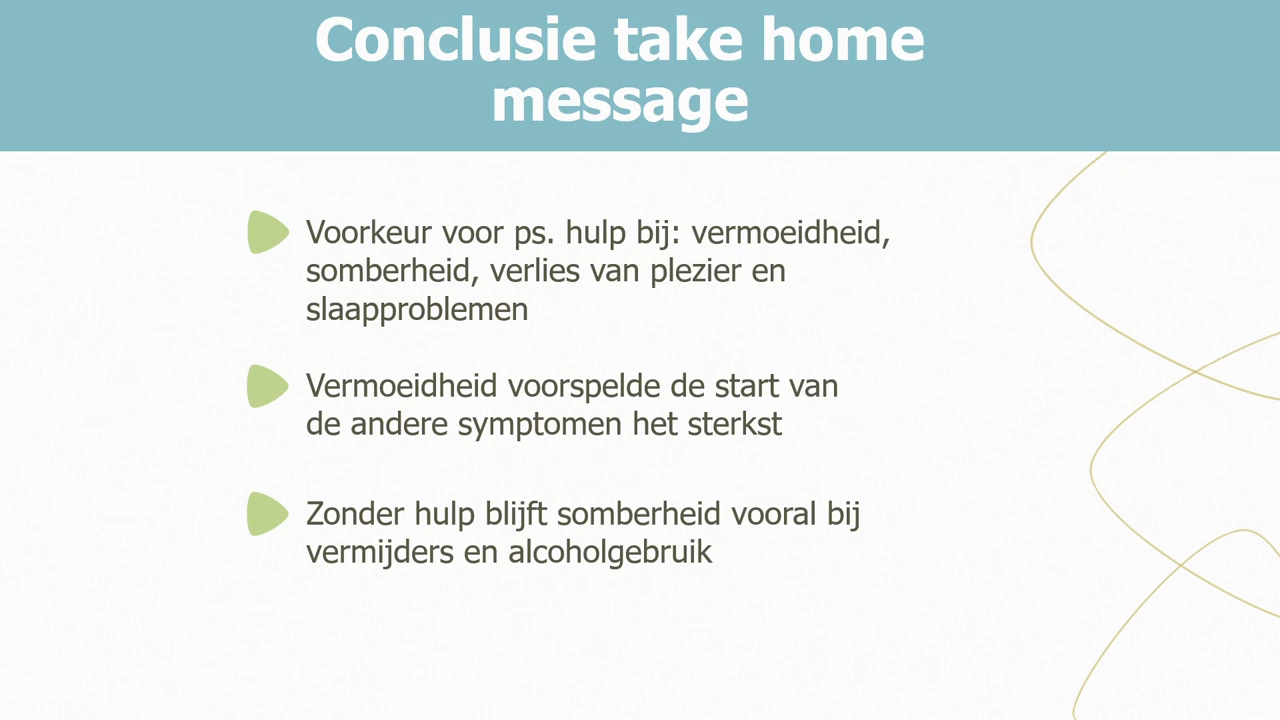 Conclusie take home
message
Voorkeur voor ps. hulp bij: vermoeidheid,
somberheid, verlies van plezier en
slaapproblemen
Vermoeidheid voorspelde de start van
de andere symptomen het sterkst
Zonder hulp blijft somberheid vooral bij
vermijders en alcoholgebruik